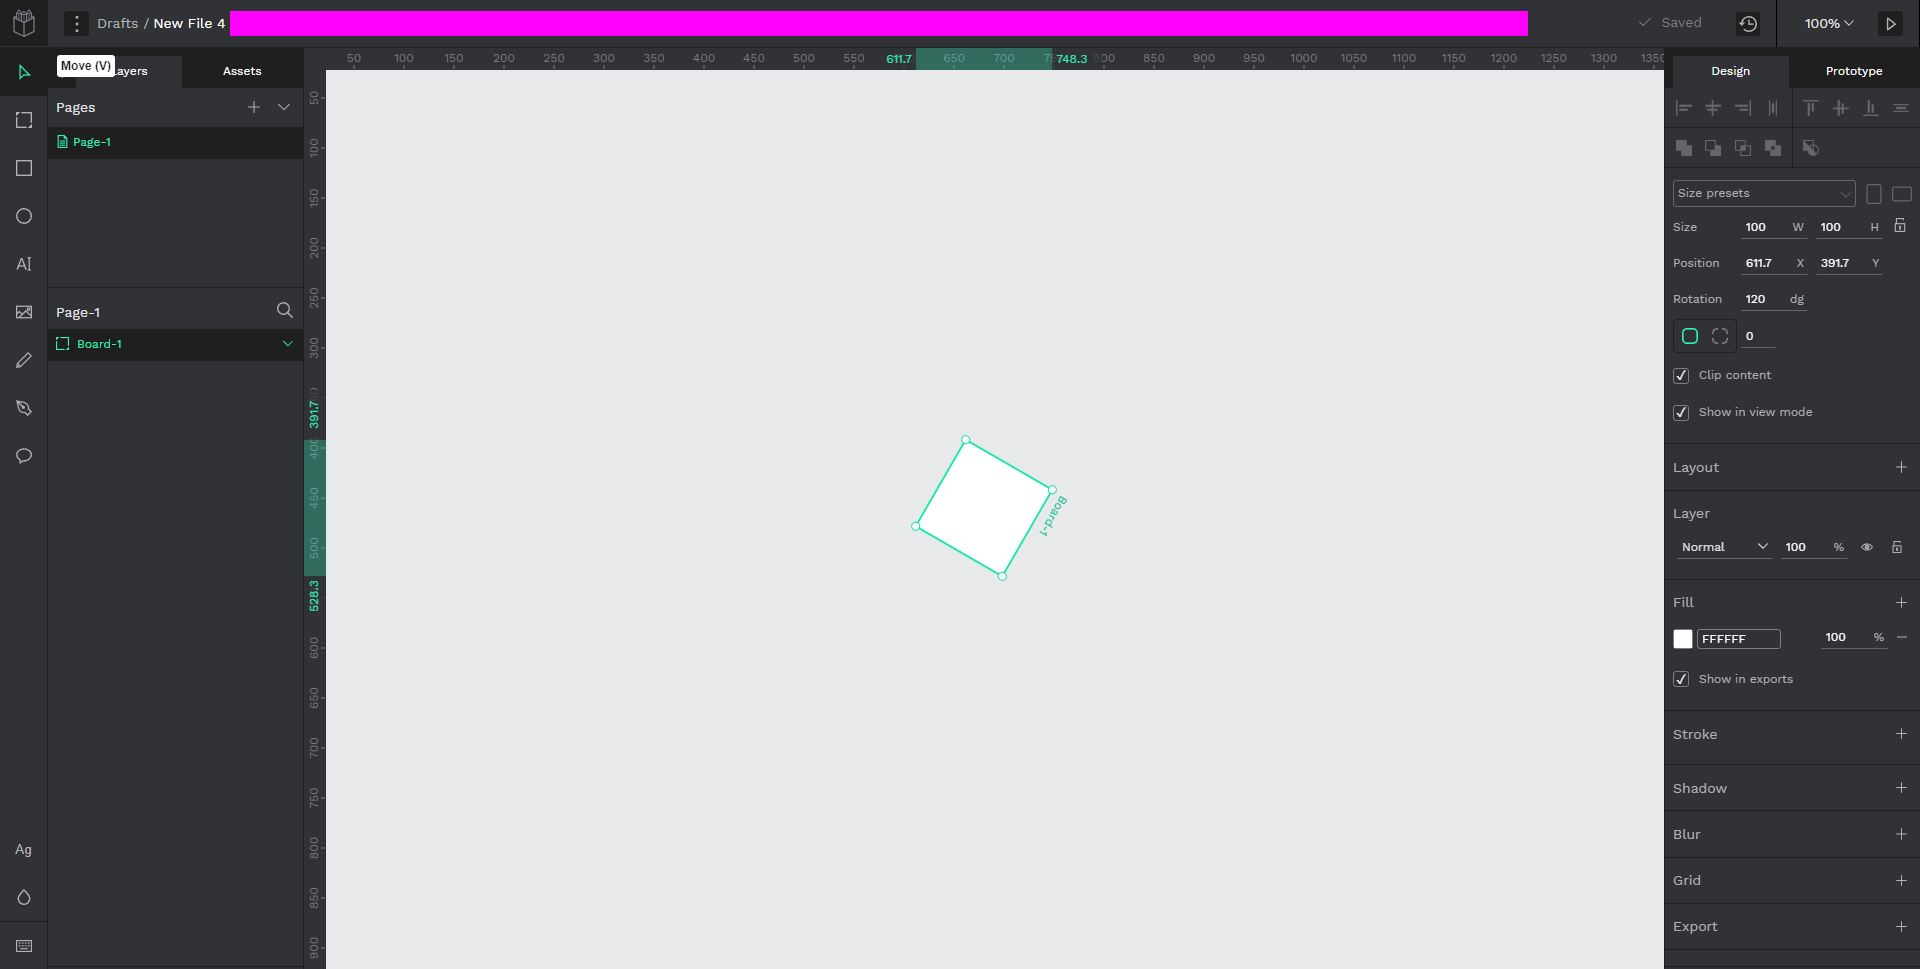 Drafts / New File 4
Saved
100%
Move (V)
Layers
Assets
Design
Prototype
50 100 150 200 250 300 350 400 450 500 550 611.7 650 700 748.3 800 850 900 950 1000 1050 1100 1150 1200 1250 1300 1350
Pages
Page-1
Page-1
Board-1
50
100
150
200
250
300
391.7
400
450
500
528.3
600
650
700
750
800
850
900
Board-1
Size presets
Size 100 W 100 H
Position 611.7 X 391.7 Y
Rotation 120 dg
0
Clip content
Show in view mode
Layout
Layer
Normal 100 %
Fill
FFFFFF 100 %
Show in exports
Stroke
Shadow
Blur
Grid
Export
AI
Ag